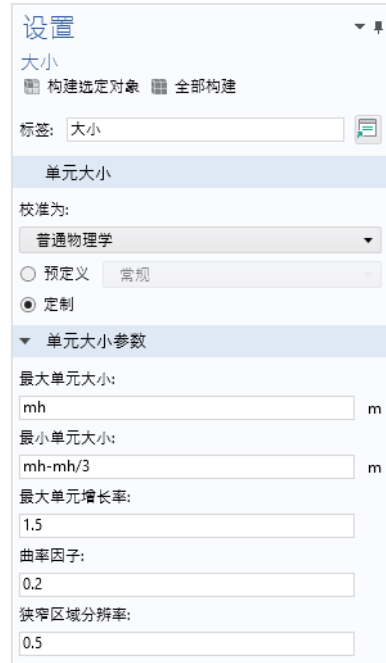 设置
大小
构建选定对象 全部构建
标签: 大小
单元大小
校准为:
普通物理学
预定义 常规
定制
单元大小参数
最大单元大小:
mh m
最小单元大小:
mh-mh/3 m
最大单元增长率:
1.5
曲率因子:
0.2
狭窄区域分辨率:
0.5